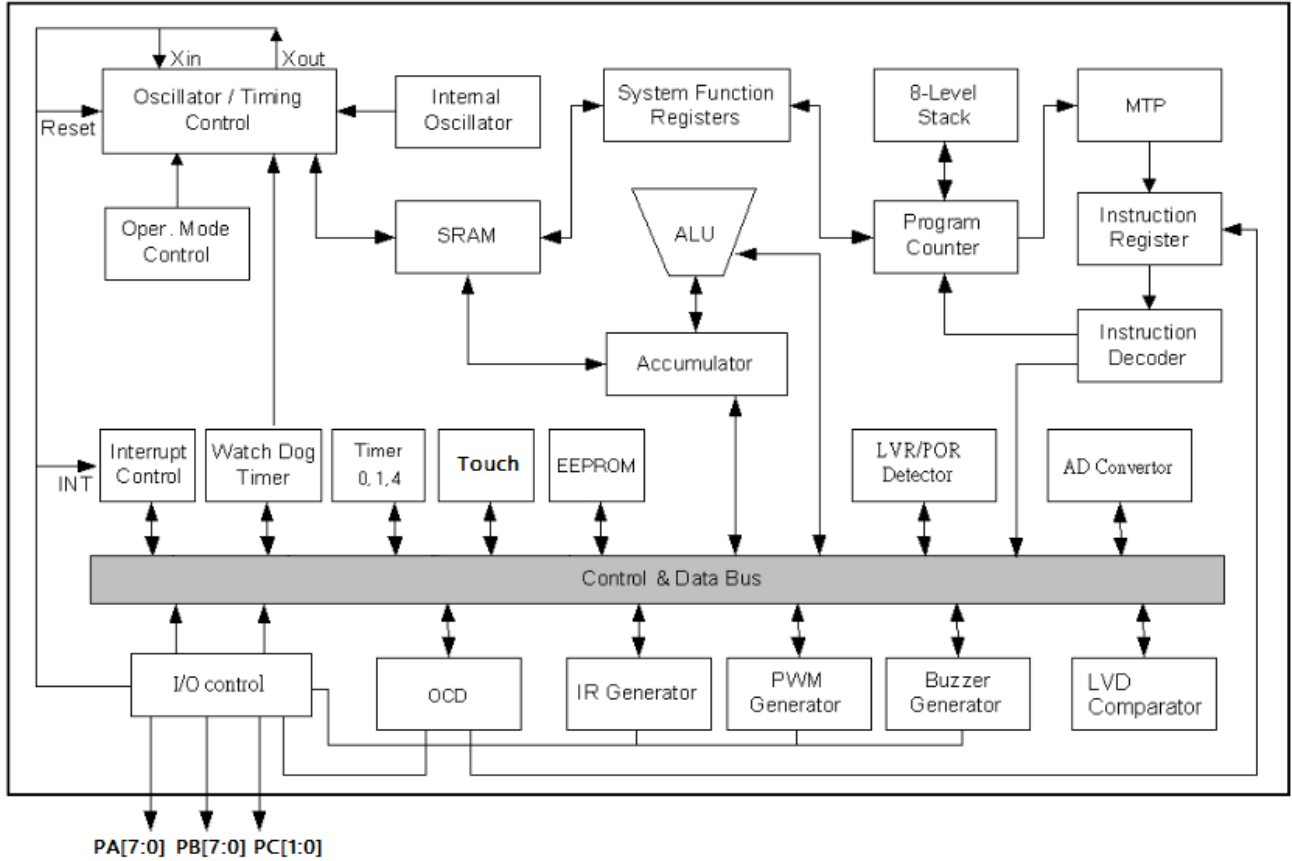 Xin
Xout
Oscillator / Timing
Control
Reset
Internal
Oscillator
System Function
Registers
8-Level
Stack
MTP
Oper. Mode
Control
SRAM
ALU
Program
Counter
Instruction
Register
Accumulator
Instruction
Decoder
INT
Interrupt
Control
Watch Dog
Timer
Timer
0, 1, 4
Touch
EEPROM
LVR/POR
Detector
AD Convertor
Control & Data Bus
I/O control
OCD
IR Generator
PWM
Generator
Buzzer
Generator
LVD
Comparator
PA[7:0] PB[7:0] PC[1:0]